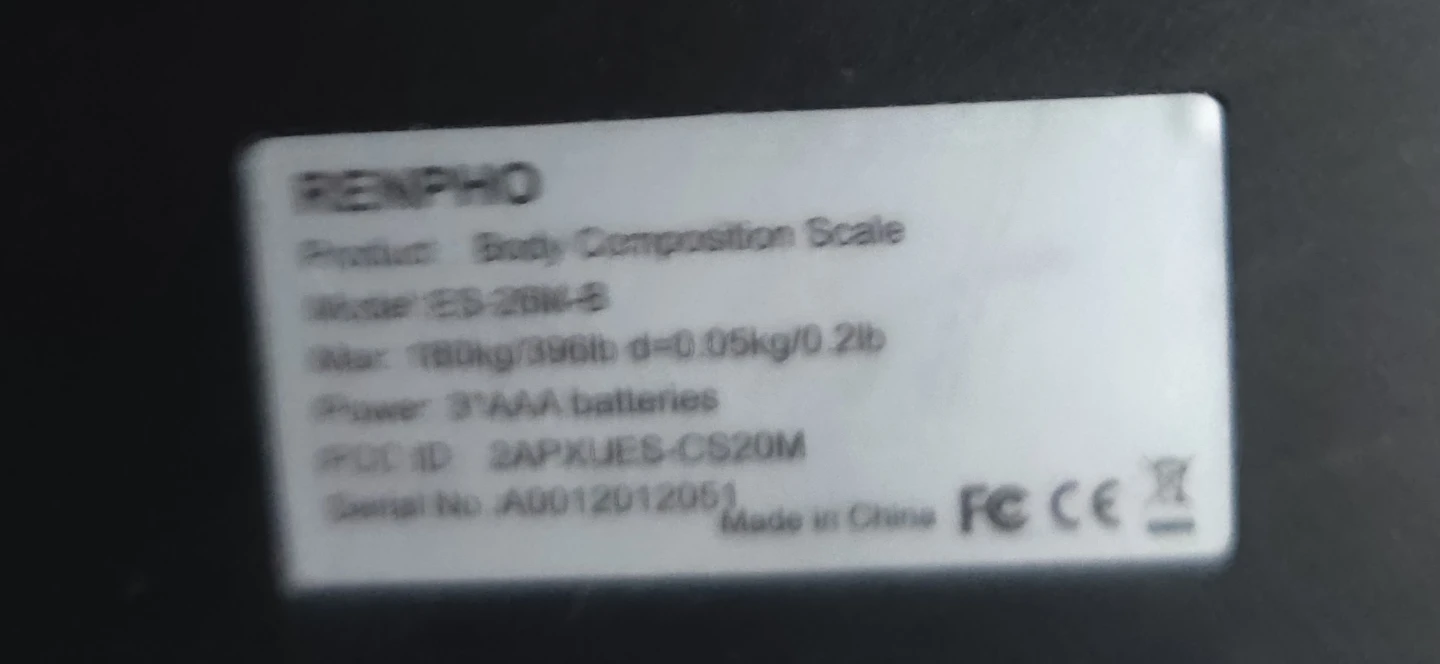 RENPHO
Product: Body Composition Scale
Model: ES-26M-B
Max: 180kg/396lb d=0.05kg/0.2lb
Power: 3*AAA batteries
FCC ID: 2APXUES-CS20M
Serial No.:A0012012051
Made in China FC CE